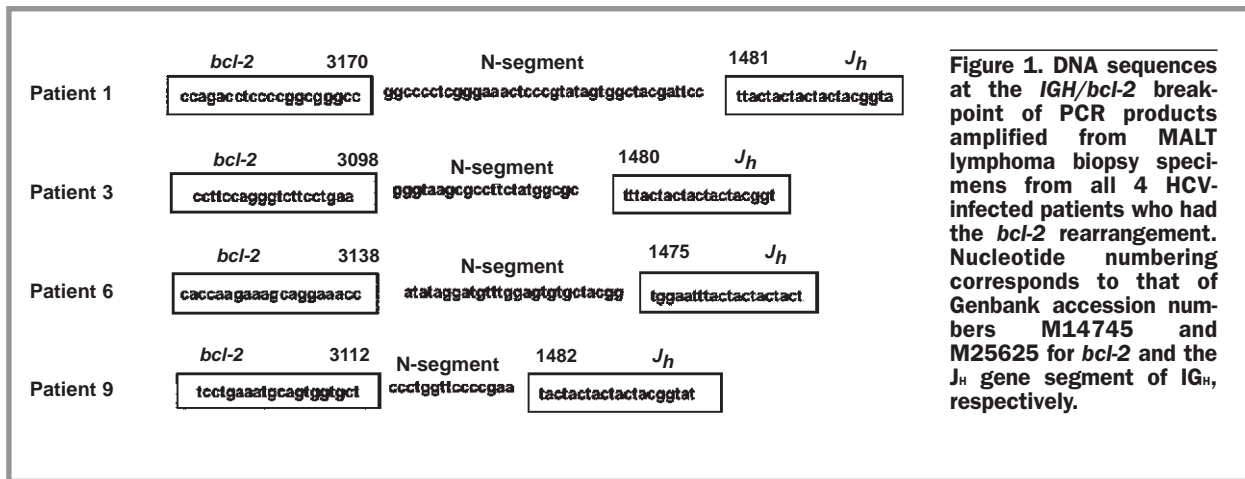 bcl-2 3170 N-segment 1481 Jh
Patient 1 ccagacctccccggcgggcc ggcccctcgggaaactcccgtatagtggctacgattcc ttactactactactacggta
bcl-2 3098 N-segment 1480 Jh
Patient 3 ccttccagggtcttcctgaa gggtaagcgccttctatggcgc tttactactactactacggt
bcl-2 3138 N-segment 1475 Jh
Patient 6 caccaagaaagcaggaaacc atataggatgtttggagtgtgctacgg tggaatttactactactact
bcl-2 3112 N-segment 1482 Jh
Patient 9 tcctgaaatgcagtggtgct ccctggttccccgaa tactactactactacggtat
Figure 1. DNA sequences
at the IGH/bcl-2 break-
point of PCR products
amplified from MALT
lymphoma biopsy speci-
mens from all 4 HCV-
infected patients who had
the bcl-2 rearrangement.
Nucleotide numbering
corresponds to that of
Genbank accession num-
bers M14745 and
M25625 for bcl-2 and the
JH gene segment of IGH,
respectively.